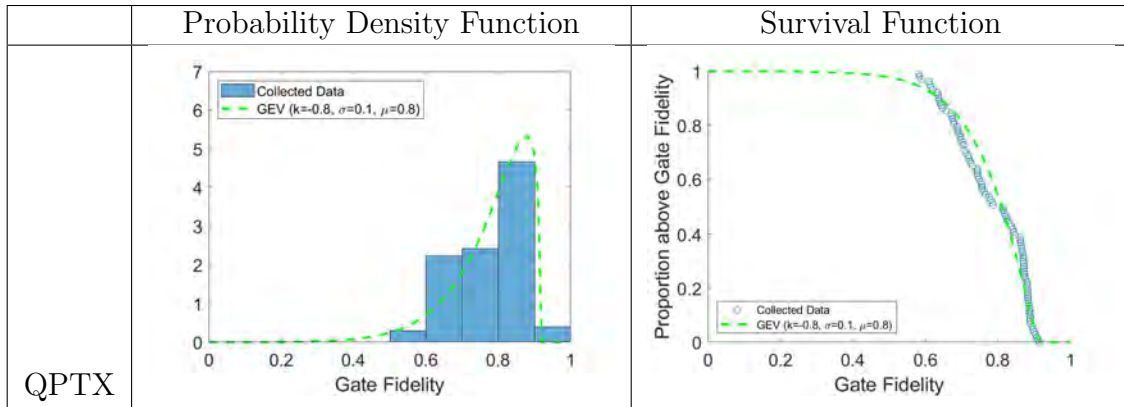 Probability Density Function
Survival Function
QPTX
7
6
5
4
3
2
1
0
0
0.2
0.4
0.6
0.8
1
Gate Fidelity
Collected Data
GEV (k=-0.8, σ=0.1, μ=0.8)
Proportion above Gate Fidelity
1
0.8
0.6
0.4
0.2
0
0
0.2
0.4
0.6
0.8
1
Gate Fidelity
Collected Data
GEV (k=-0.8, σ=0.1, μ=0.8)